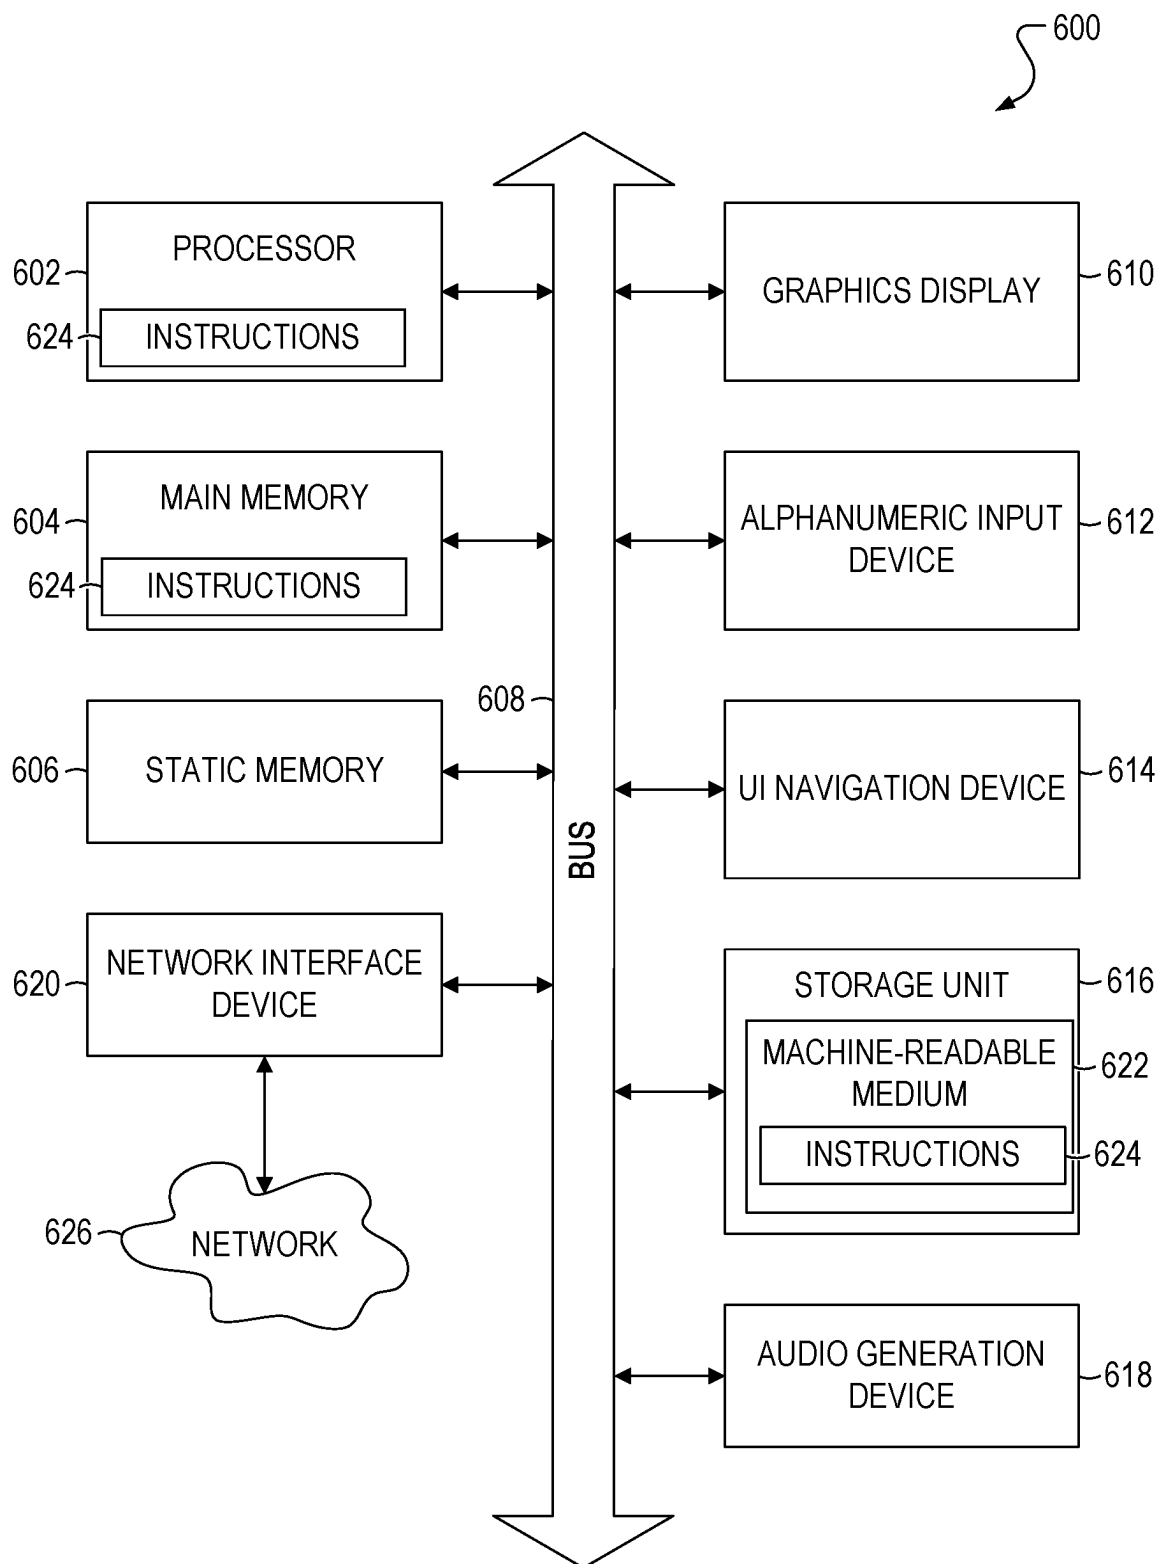 600
PROCESSOR
602
624
INSTRUCTIONS
GRAPHICS DISPLAY
610
MAIN MEMORY
604
624
INSTRUCTIONS
ALPHANUMERIC INPUT
DEVICE
612
608
STATIC MEMORY
606
UI NAVIGATION DEVICE
614
BUS
NETWORK INTERFACE
DEVICE
620
STORAGE UNIT
616
MACHINE-READABLE
MEDIUM
622
INSTRUCTIONS
624
626
NETWORK
AUDIO GENERATION
DEVICE
618